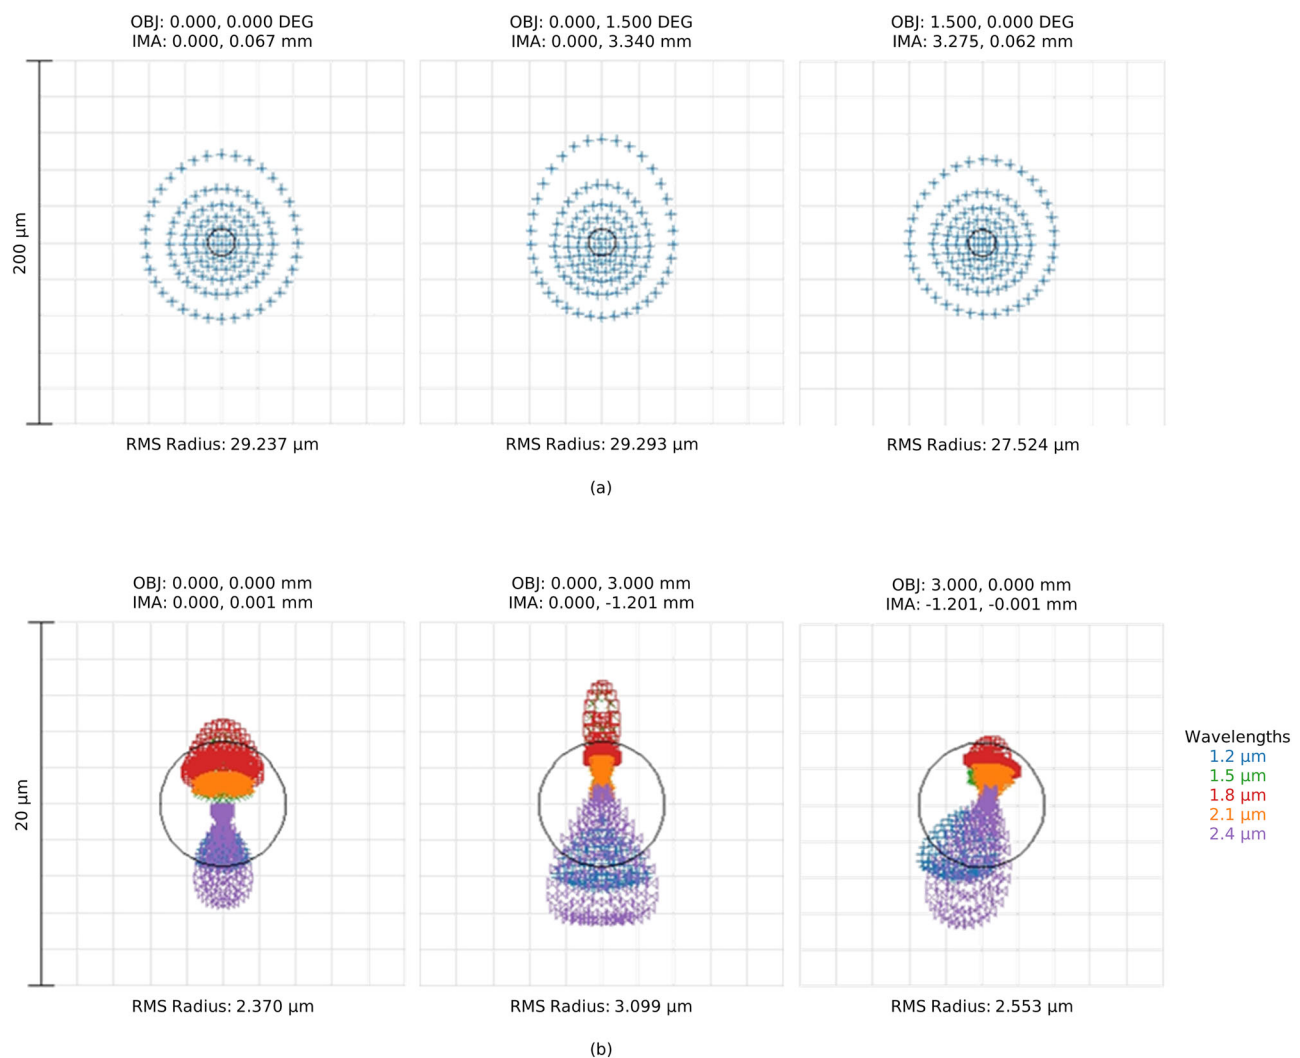 OBJ: 0.000, 0.000 DEG
IMA: 0.000, 0.067 mm
OBJ: 0.000, 1.500 DEG
IMA: 0.000, 3.340 mm
OBJ: 1.500, 0.000 DEG
IMA: 3.275, 0.062 mm
200 μm
RMS Radius: 29.237 μm
RMS Radius: 29.293 μm
RMS Radius: 27.524 μm
(a)
OBJ: 0.000, 0.000 mm
IMA: 0.000, 0.001 mm
OBJ: 0.000, 3.000 mm
IMA: 0.000, -1.201 mm
OBJ: 3.000, 0.000 mm
IMA: -1.201, -0.001 mm
20 μm
Wavelengths
1.2 μm
1.5 μm
1.8 μm
2.1 μm
2.4 μm
RMS Radius: 2.370 μm
RMS Radius: 3.099 μm
RMS Radius: 2.553 μm
(b)